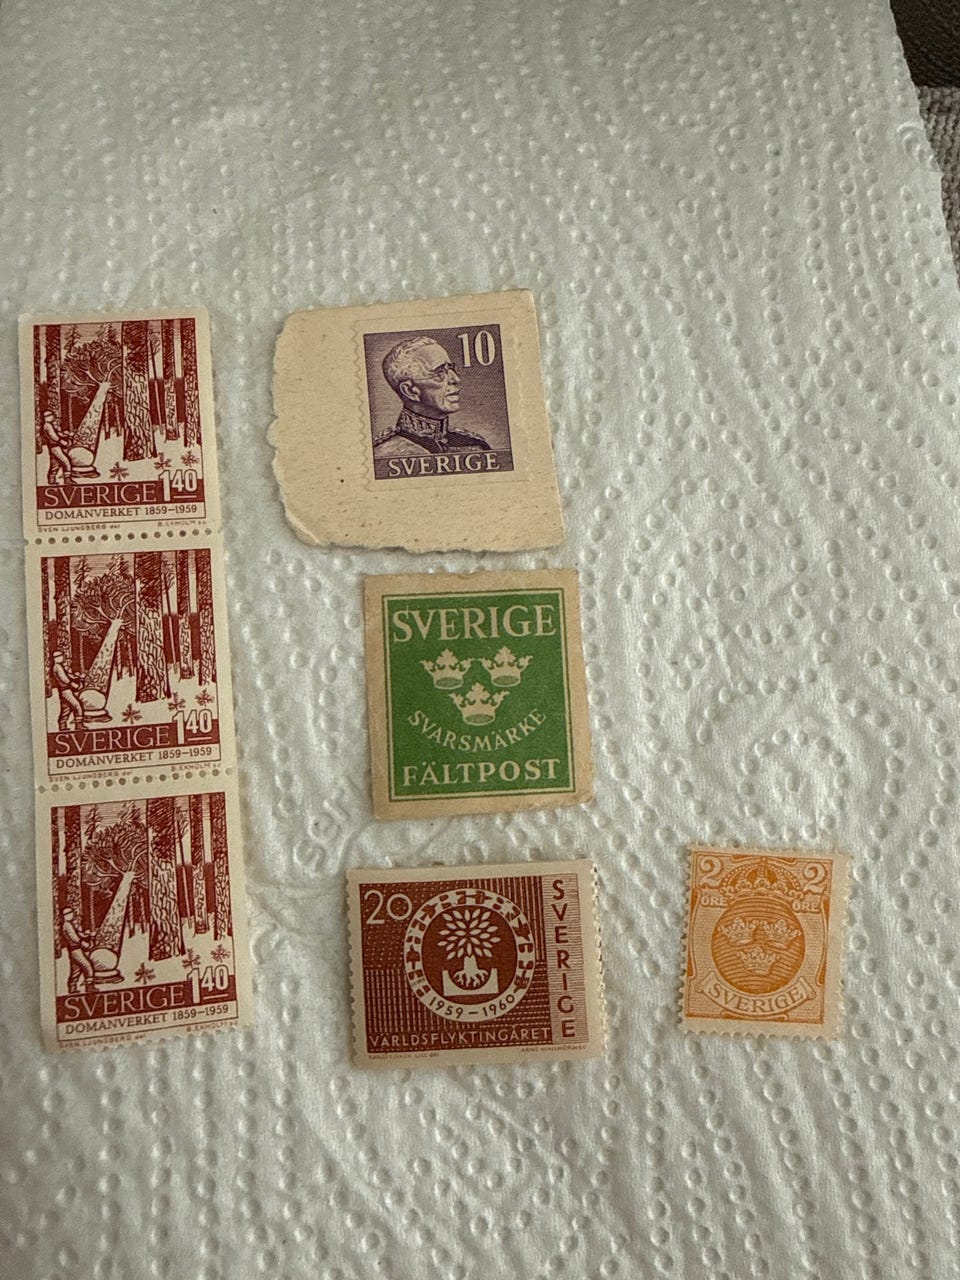 SVERIGE 1.40
DOMÄNVERKET 1859–1959
SVEN LJUNGBERG del
B. EKHOLM sc
SVERIGE 1.40
DOMÄNVERKET 1859–1959
SVEN LJUNGBERG del
B. EKHOLM sc
SVERIGE 1.40
DOMÄNVERKET 1859–1959
SVEN LJUNGBERG del
B. EKHOLM sc
10
SVERIGE
SVERIGE
SVARSMÄRKE
FÄLTPOST
20
SVERIGE
1959–1960
VÄRLDSFLYKTINGÅRET
2 2
ÖRE ÖRE
SVERIGE